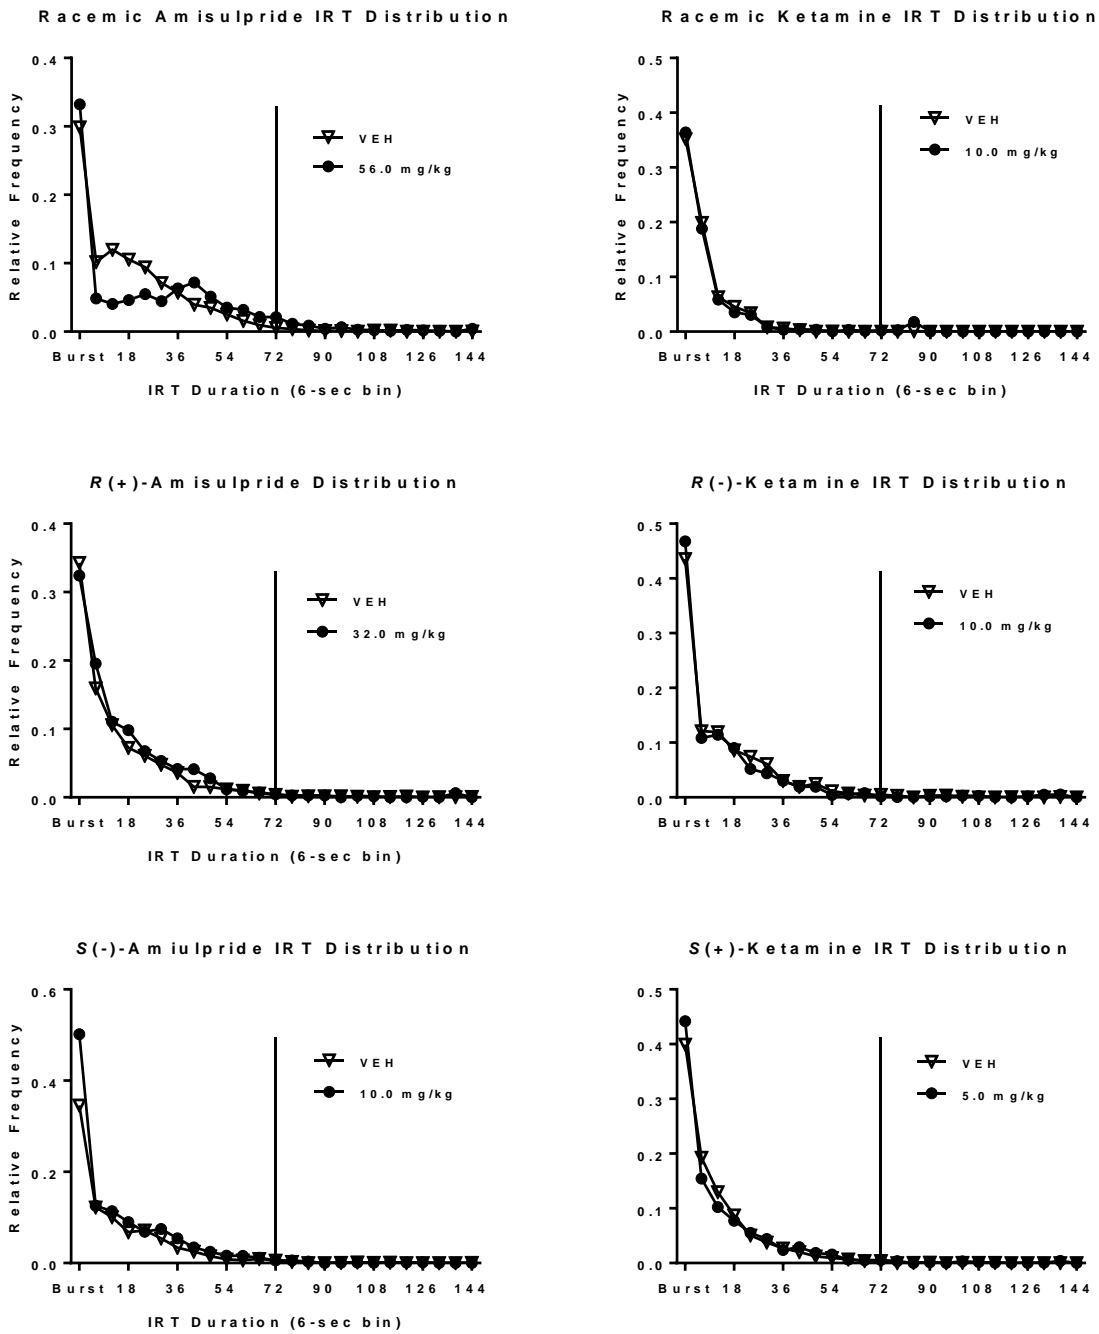 Racemic Amisulpride IRT Distribution
Relative Frequency
0.4
0.3
0.2
0.1
0.0
VEH
56.0 mg/kg
Burst 18 36 54 72 90 108 126 144
IRT Duration (6-sec bin)
Racemic Ketamine IRT Distribution
Relative Frequency
0.5
0.4
0.3
0.2
0.1
0.0
VEH
10.0 mg/kg
Burst 18 36 54 72 90 108 126 144
IRT Duration (6-sec bin)
R(+)-Amisulpride Distribution
Relative Frequency
0.4
0.3
0.2
0.1
0.0
VEH
32.0 mg/kg
Burst 18 36 54 72 90 108 126 144
IRT Duration (6-sec bin)
R(-)-Ketamine IRT Distribution
0.5
0.4
0.3
0.2
0.1
0.0
VEH
10.0 mg/kg
Burst 18 36 54 72 90 108 126 144
S(-)-Amiulpride IRT Distribution
Relative Frequency
0.6
0.4
0.2
0.0
VEH
10.0 mg/kg
Burst 18 36 54 72 90 108 126 144
IRT Duration (6-sec bin)
S(+)-Ketamine IRT Distribution
0.5
0.4
0.3
0.2
0.1
0.0
VEH
5.0 mg/kg
Burst 18 36 54 72 90 108 126 144